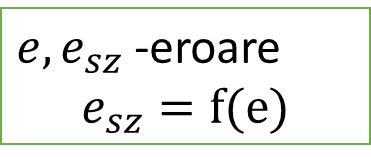 e, e_sz -eroare
e_sz = f(e)